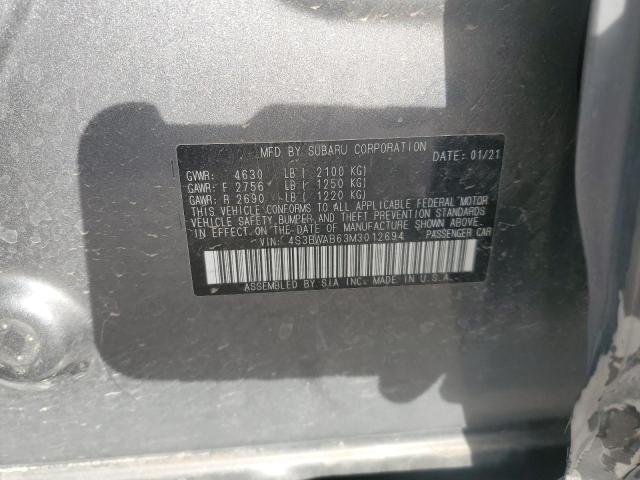 MFD BY SUBARU CORPORATION
DATE: 01/21
GVWR: 4630 LB( 2100 KG)
GAWR: F 2756 LB( 1250 KG)
GAWR: R 2690 LB( 1220 KG)
THIS VEHICLE CONFORMS TO ALL APPLICABLE FEDERAL MOTOR
VEHICLE SAFETY, BUMPER, AND THEFT PREVENTION STANDARDS
IN EFFECT ON THE DATE OF MANUFACTURE SHOWN ABOVE.
VIN: 4S3BWAB63M3012694 PASSENGER CAR
ASSEMBLED BY SIA INC. MADE IN U.S.A.